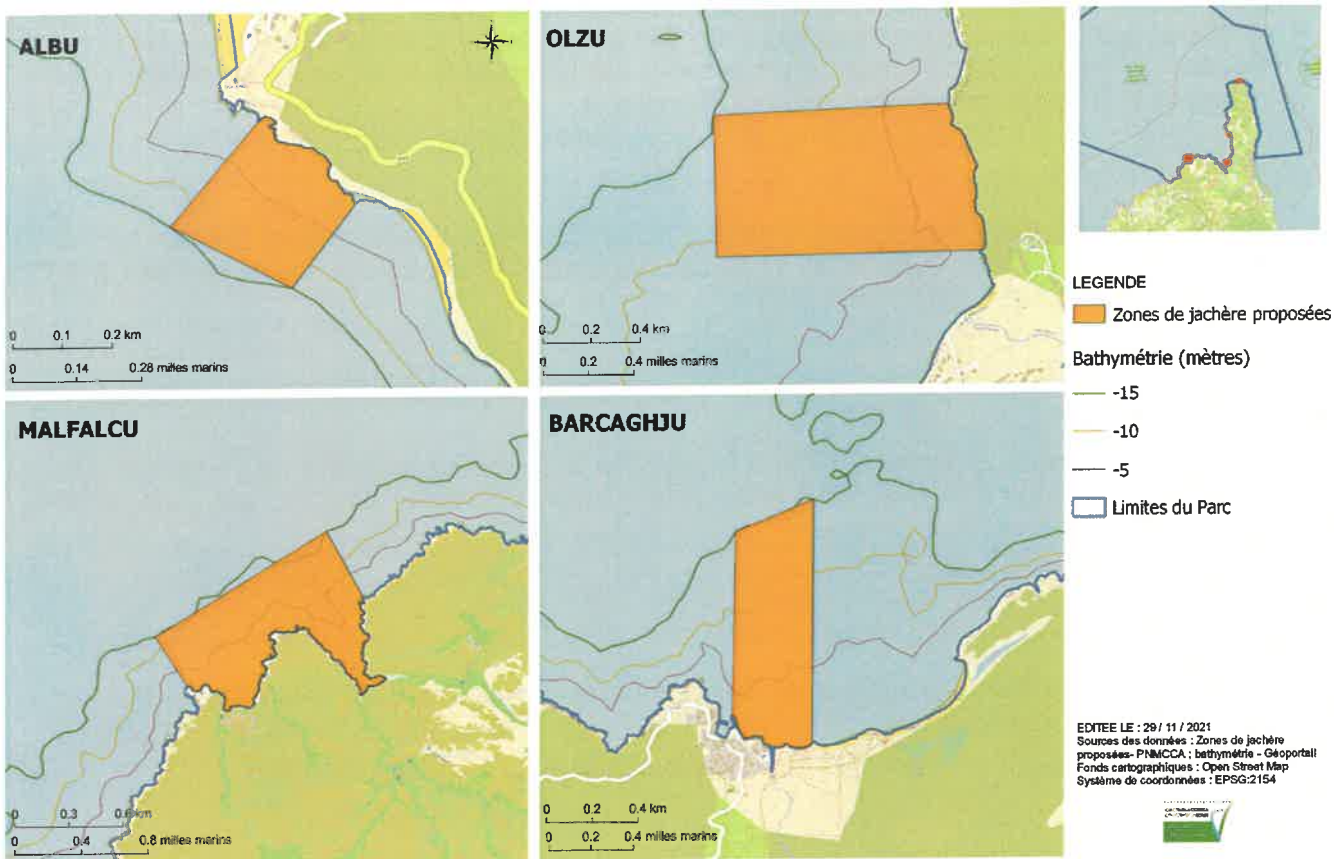 ALBU
0 0.1 0.2 km
0 0.14 0.28 milles marins
OLZU
0 0.2 0.4 km
0 0.2 0.4 milles marins
MALFALCU
0 0.3 0.6 km
0 0.4 0.8 milles marins
BARCAGHJU
0 0.2 0.4 km
0 0.2 0.4 milles marins
LEGENDE
Zones de jachère proposées
Bathymétrie (mètres)
-15
-10
-5
Limites du Parc
EDITEE LE : 29 / 11 / 2021
Sources des données : Zones de jachère
proposées- PNMCCA ; bathymétrie - Géoportail
Fonds cartographiques : Open Street Map
Système de coordonnées : EPSG:2154